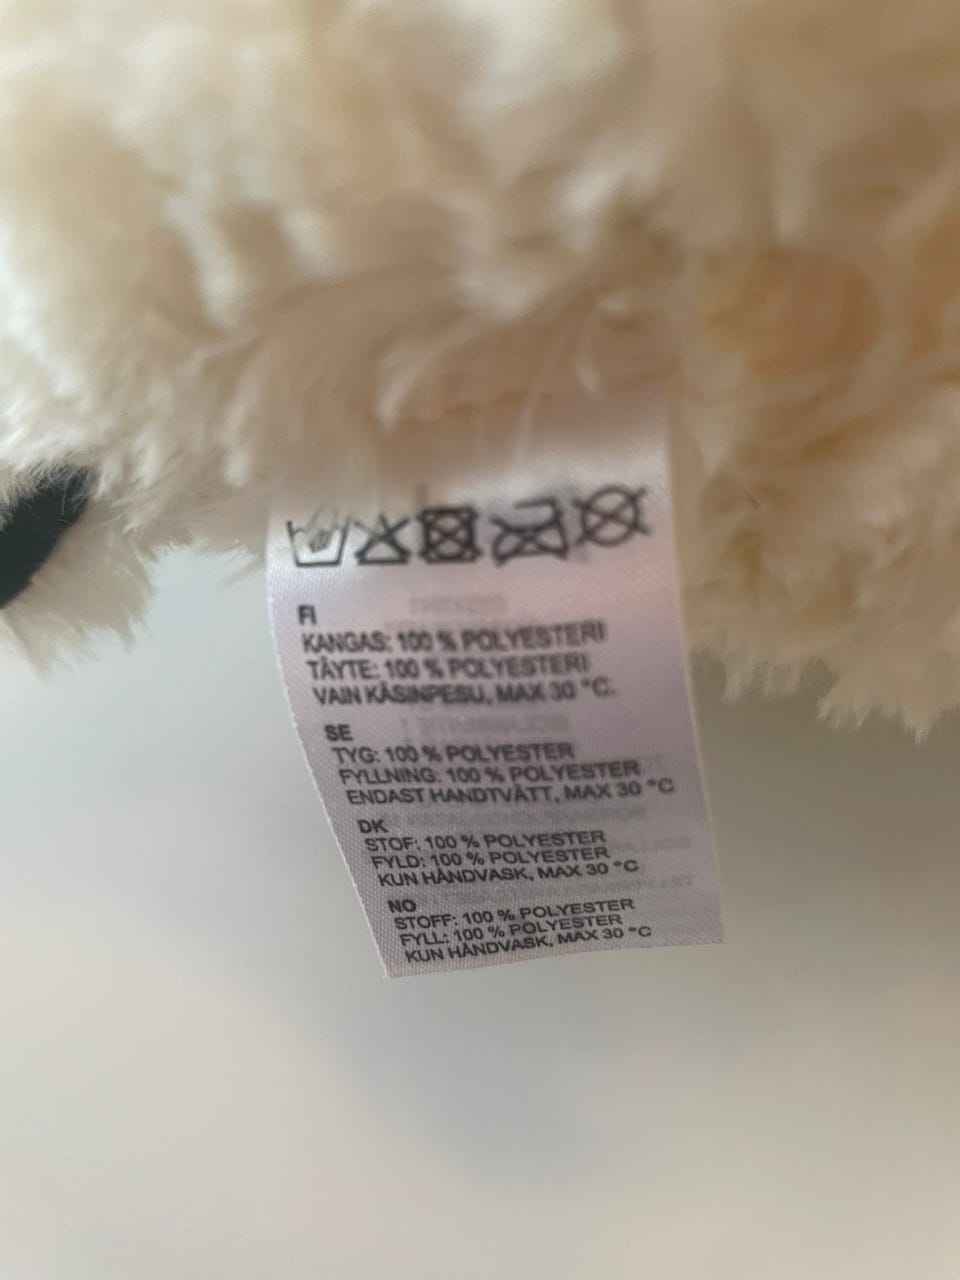 FI
KANGAS: 100 % POLYESTERI
TÄYTE: 100 % POLYESTERI
VAIN KÄSINPESU, MAX 30 °C.
SE
TYG: 100 % POLYESTER
FYLLNING: 100 % POLYESTER
ENDAST HANDTVÄTT, MAX 30 °C
DK
STOF: 100 % POLYESTER
FYLD: 100 % POLYESTER
KUN HÅNDVASK, MAX 30 °C
NO
STOFF: 100 % POLYESTER
FYLL: 100 % POLYESTER
KUN HÅNDVASK, MAX 30 °C